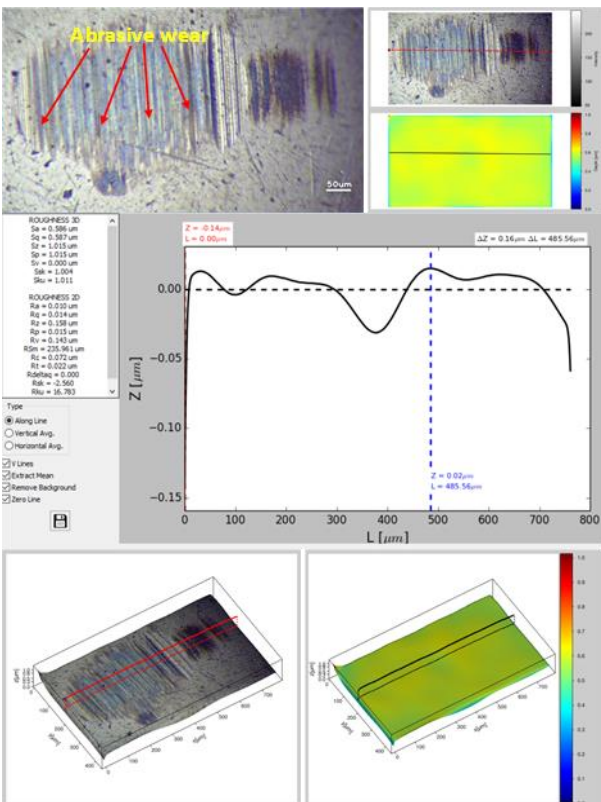 Abrasive wear
50um
ROUGHNESS 3D
Sa = 0.586 um
Sq = 0.587 um
Sz = 1.015 um
Sp = 1.015 um
Sv = 0.000 um
Ssk = 1.004
Sku = 1.011
ROUGHNESS 2D
Ra = 0.010 um
Rq = 0.014 um
Rz = 0.158 um
Rp = 0.015 um
Rv = 0.143 um
RSm = 235.961 um
Rc = 0.072 um
Rt = 0.022 um
Rdeltaq = 0.000
Rsk = -2.560
Rku = 16.783
Type
Along Line
Vertical Avg.
Horizontal Avg.
V Lines
Extract Mean
Remove Background
Zero Line
Z = -0.14μm
L = 0.00μm
ΔZ = 0.16μm ΔL = 485.56μm
0.00
−0.05
−0.10
−0.15
Z [μm]
Z = 0.02μm
L = 485.56μm
0 100 200 300 400 500 600 700 800
L [μm]
1.0
0.9
0.8
0.7
0.6
0.5
0.4
0.3
0.2
0.1
0.0